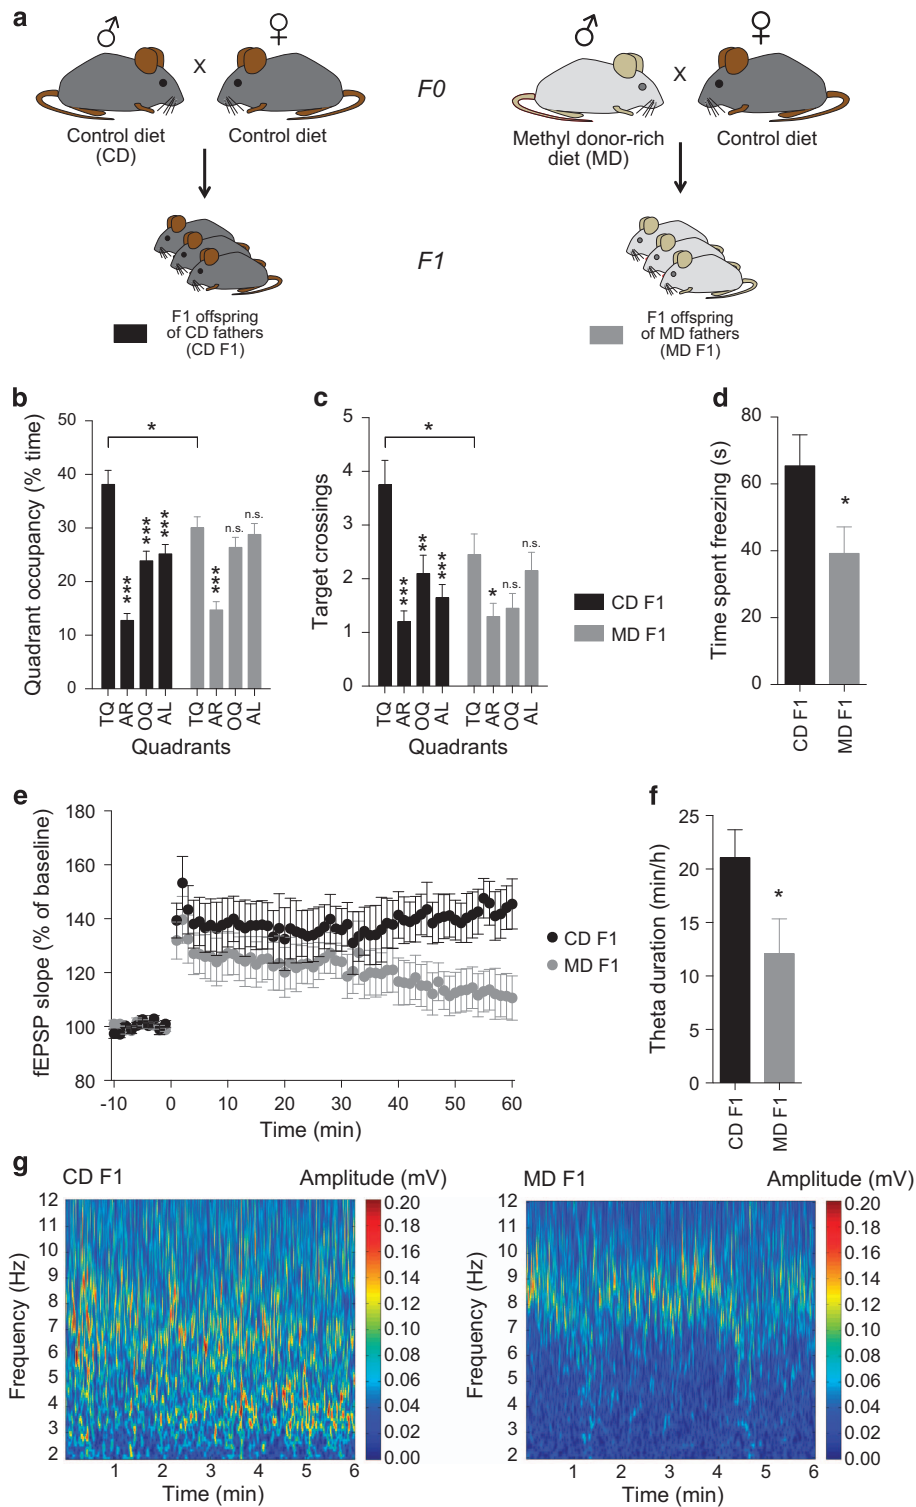 a
♂
♀
♂
♀
X
F0
X
Control diet
(CD)
Control diet
Methyl donor-rich
diet (MD)
Control diet
F1
F1 offspring
of CD fathers
(CD F1)
F1 offspring
of MD fathers
(MD F1)
b
Quadrant occupancy (% time)
50
40
30
20
10
0
*
***
***
***
***
n.s.
n.s.
TQ
AR
OQ
AL
TQ
AR
OQ
AL
Quadrants
c
Target crossings
5
4
3
2
1
0
*
***
**
***
*
n.s.
n.s.
TQ
AR
OQ
AL
TQ
AR
OQ
AL
Quadrants
CD F1
MD F1
d
Time spent freezing (s)
80
60
40
20
0
*
CD F1
MD F1
e
fEPSP slope (% of baseline)
180
160
140
120
100
80
-10 0 10 20 30 40 50 60
Time (min)
CD F1
MD F1
f
Theta duration (min/h)
25
20
15
10
5
0
*
CD F1
MD F1
g
CD F1
Amplitude (mV)
Frequency (Hz)
12
11
10
9
8
7
6
5
4
3
2
1 2 3 4 5 6
Time (min)
0.20
0.18
0.16
0.14
0.12
0.10
0.08
0.06
0.04
0.02
0.00
MD F1
Amplitude (mV)
Frequency (Hz)
12
11
10
9
8
7
6
5
4
3
2
1 2 3 4 5 6
Time (min)
0.20
0.18
0.16
0.14
0.12
0.10
0.08
0.06
0.04
0.02
0.00